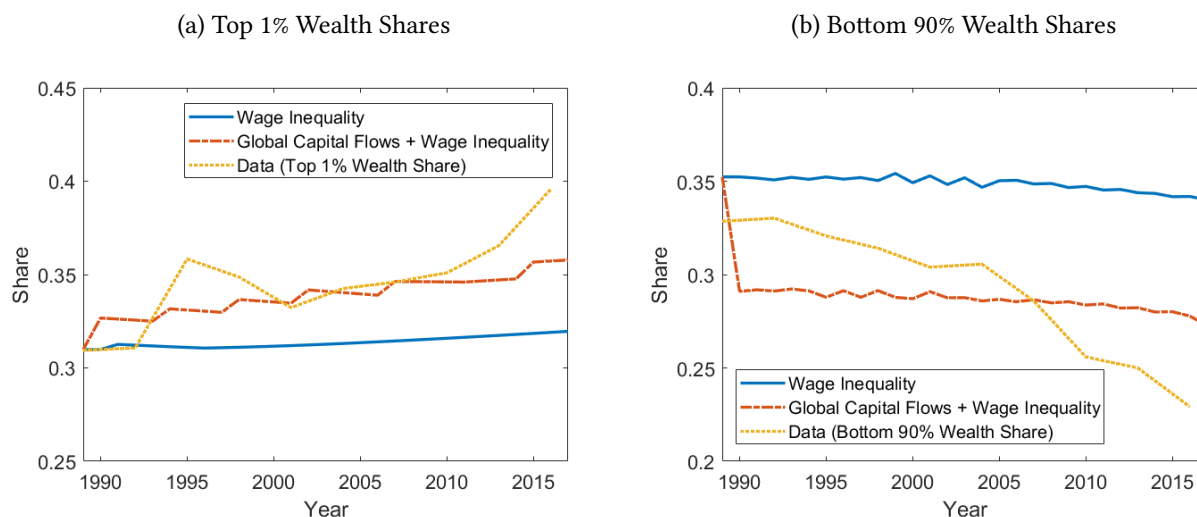 (a) Top 1% Wealth Shares
0.45
0.4
0.35
0.3
0.25
Share
Wage Inequality
Global Capital Flows + Wage Inequality
Data (Top 1% Wealth Share)
1990 1995 2000 2005 2010 2015
Year
(b) Bottom 90% Wealth Shares
0.4
0.35
0.3
0.25
0.2
Share
Wage Inequality
Global Capital Flows + Wage Inequality
Data (Bottom 90% Wealth Share)
1990 1995 2000 2005 2010 2015
Year